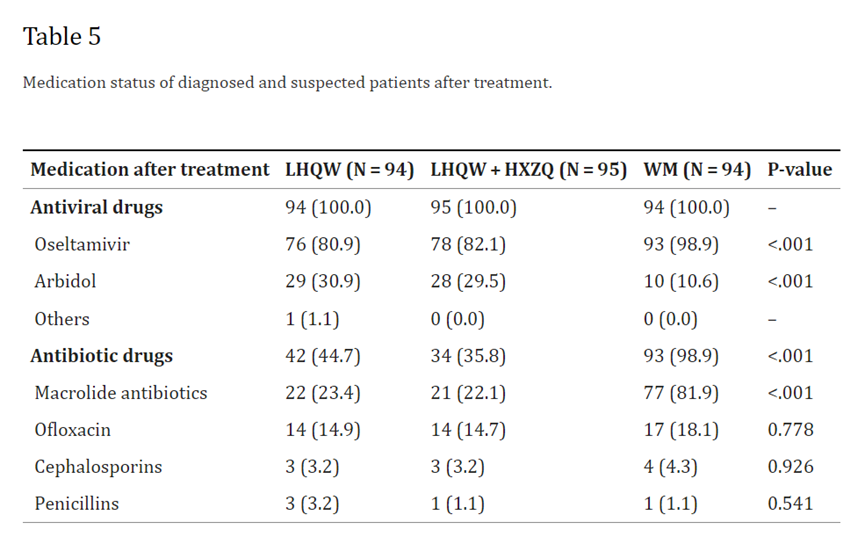 Table 5
Medication status of diagnosed and suspected patients after treatment.
Medication after treatment LHQW (N = 94) LHQW + HXZQ (N = 95) WM (N = 94) P-value
Antiviral drugs 94 (100.0) 95 (100.0) 94 (100.0) –
Oseltamivir 76 (80.9) 78 (82.1) 93 (98.9) <.001
Arbidol 29 (30.9) 28 (29.5) 10 (10.6) <.001
Others 1 (1.1) 0 (0.0) 0 (0.0) –
Antibiotic drugs 42 (44.7) 34 (35.8) 93 (98.9) <.001
Macrolide antibiotics 22 (23.4) 21 (22.1) 77 (81.9) <.001
Ofloxacin 14 (14.9) 14 (14.7) 17 (18.1) 0.778
Cephalosporins 3 (3.2) 3 (3.2) 4 (4.3) 0.926
Penicillins 3 (3.2) 1 (1.1) 1 (1.1) 0.541